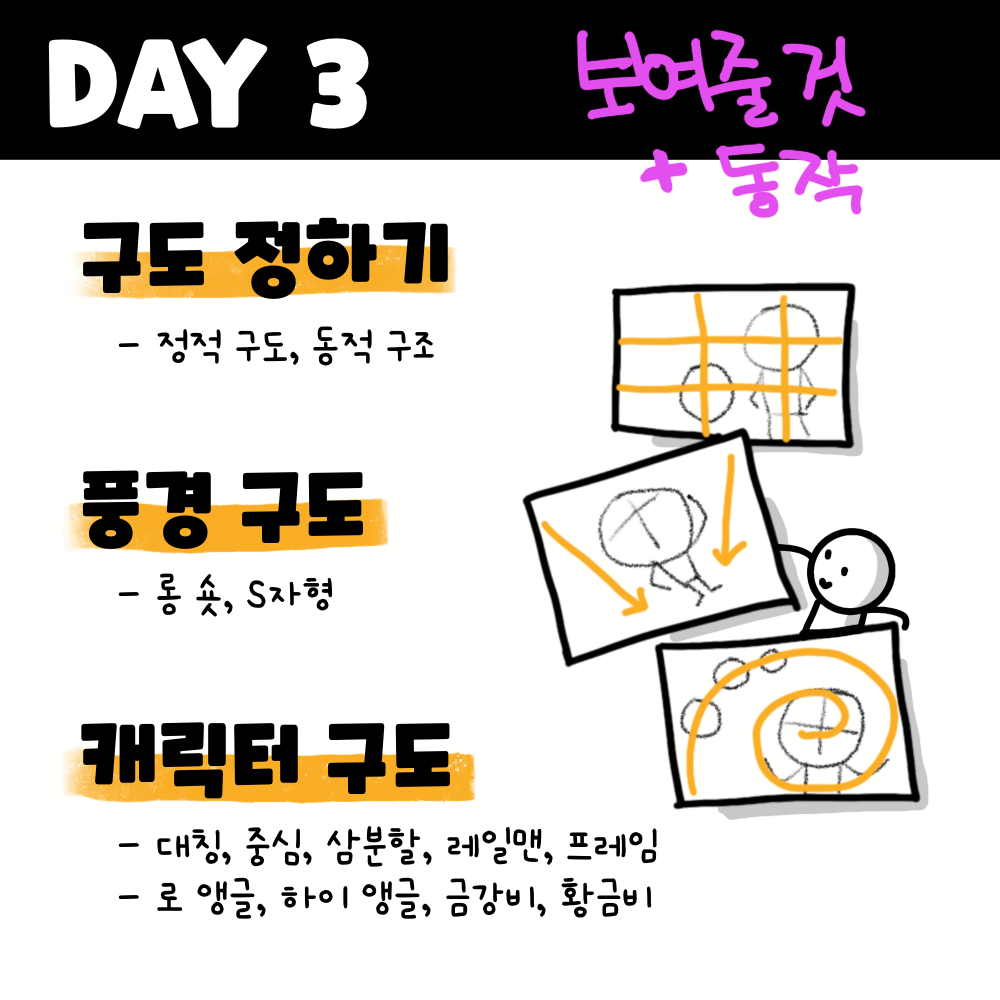 DAY 3
보여줄 것
+ 동작
구도 정하기
- 정적 구도, 동적 구조
풍경 구도
- 롱 숏, S자형
캐릭터 구도
- 대칭, 중심, 삼분할, 레일맨, 프레임
- 로 앵글, 하이 앵글, 금강비, 황금비